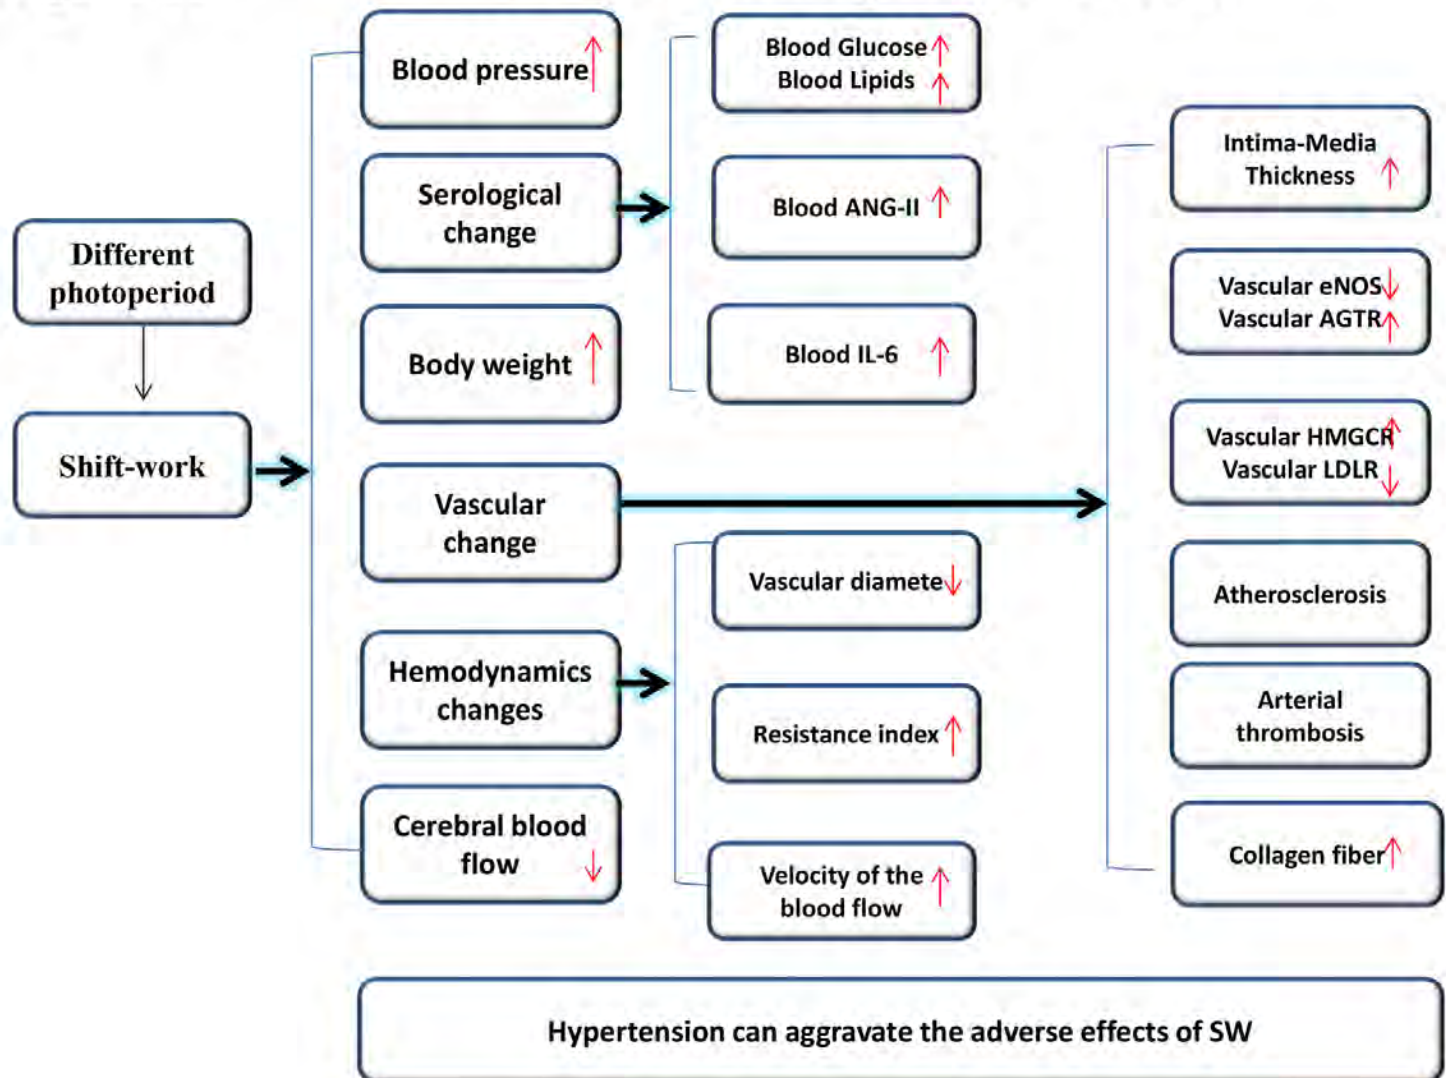 Different
photoperiod
Shift-work
Blood pressure
Serological
change
Body weight
Vascular
change
Hemodynamics
changes
Cerebral blood
flow
Blood Glucose
Blood Lipids
Blood ANG-II
Blood IL-6
Vascular diamete
Resistance index
Velocity of the
blood flow
Intima-Media
Thickness
Vascular eNOS
Vascular AGTR
Vascular HMGCR
Vascular LDLR
Atherosclerosis
Arterial
thrombosis
Collagen fiber
Hypertension can aggravate the adverse effects of SW